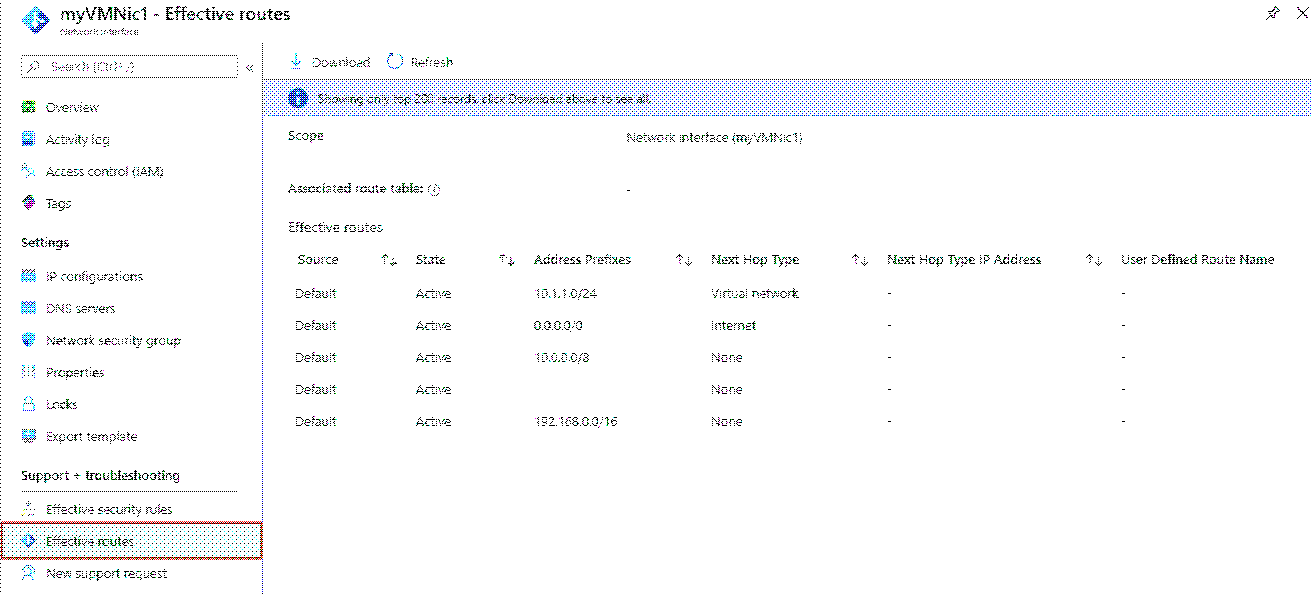 myVMNic1 - Effective routes
Network interface
Search (Ctrl+/)
«
Download
Refresh
Showing only top 200 records, click Download above to see all.
Overview
Activity log
Access control (IAM)
Tags
Settings
IP configurations
DNS servers
Network security group
Properties
Locks
Export template
Support + troubleshooting
Effective security rules
Effective routes
New support request
Scope Network interface (myVMNic1)
Associated route table: -
Effective routes
Source State Address Prefixes Next Hop Type Next Hop Type IP Address User Defined Route Name
Default Active 10.1.1.0/24 Virtual network - -
Default Active 0.0.0.0/0 Internet - -
Default Active 10.0.0.0/8 None - -
Default Active None - -
Default Active 192.168.0.0/16 None - -